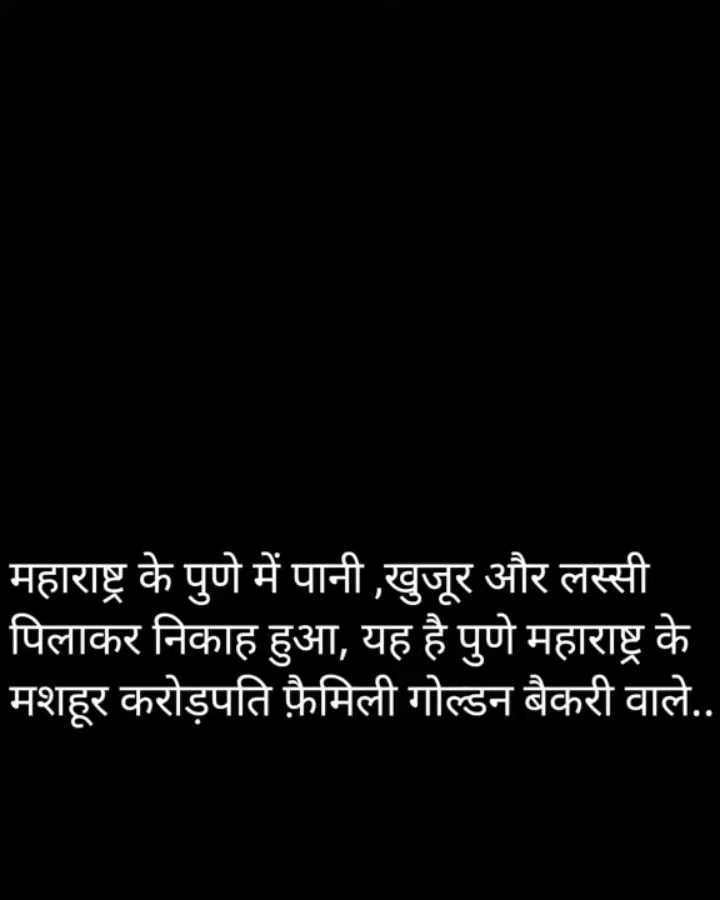 महाराष्ट्र के पुणे में पानी ,खुजूर और लस्सी
पिलाकर निकाह हुआ, यह है पुणे महाराष्ट्र के
मशहूर करोड़पति फ़ैमिली गोल्डन बैकरी वाले..